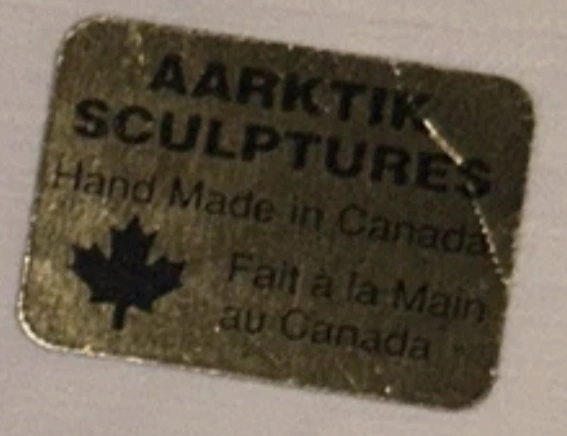 AARKTIK
SCULPTURES
Hand Made in Canada
Fait à la Main
au Canada